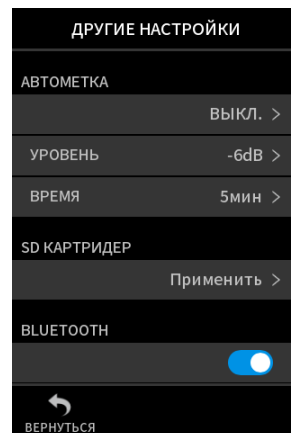 ДРУГИЕ НАСТРОЙКИ
АВТОМЕТКА
ВЫКЛ. >
УРОВЕНЬ -6dB >
ВРЕМЯ 5мин >
SD КАРТРИДЕР
Применить >
BLUETOOTH
ВЕРНУТЬСЯ